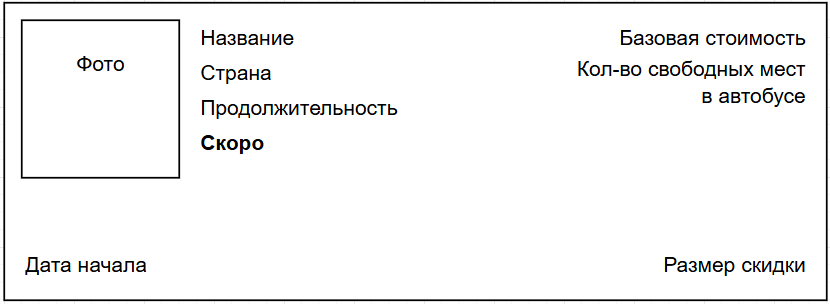 Фото
Название
Страна
Продолжительность
Скоро
Базовая стоимость
Кол-во свободных мест
в автобусе
Дата начала
Размер скидки